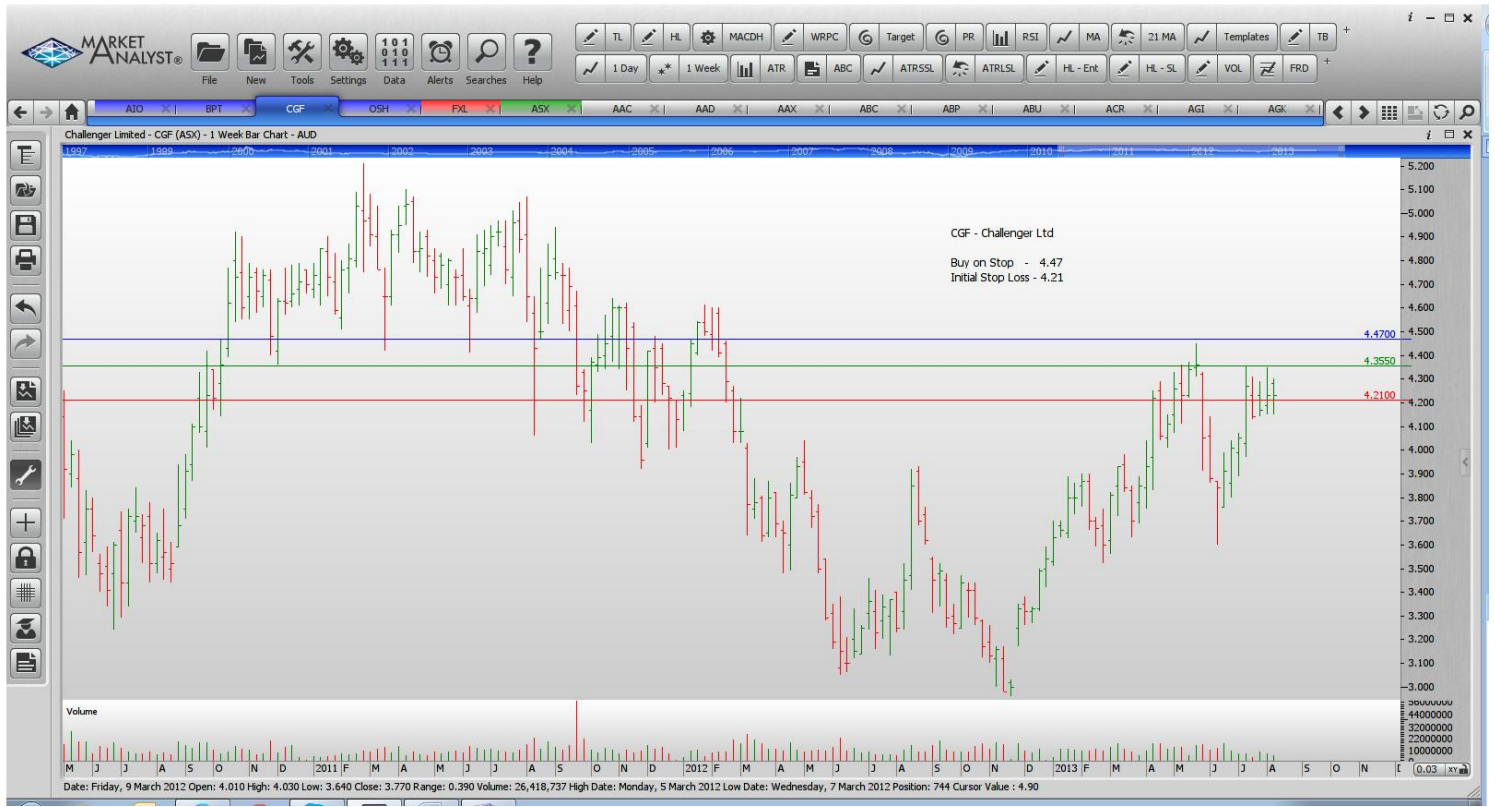 i
MARKET ANALYST®
TL HL MACDH WRPC Target PR RSI MA 21 MA Templates TB +
1 Day 1 Week ATR ABC ATRSSL ATRLSL HL - Ent HL - SL VOL FRD +
101 010 111
?
File New Tools Settings Data Alerts Searches Help
AIO BPT CGF OSH FXL ASX AAC AAD AAX ABC ABP ABU ACR AGI AGK
Challenger Limited - CGF (ASX) - 1 Week Bar Chart - AUD
i
1997 1999 2000 2001 2002 2003 2004 2005 2006 2007 2008 2009 2010 2011 2012 2013
5.200
5.100
5.000
4.900
CGF - Challenger Ltd
4.800
Buy on Stop - 4.47
Initial Stop Loss - 4.21
4.700
4.600
4.500
4.4700
4.400
4.3550
4.300
4.2100
4.200
4.100
4.000
3.900
3.800
3.700
3.600
3.500
3.400
3.300
3.200
3.100
3.000
Volume
56000000
44000000
32000000
22000000
10000000
M J J A S O N D 2011 F M A M J J A S O N D 2012 F M A M J J A S O N D 2013 F M A M J J A S O N D
0.03 XY
Date: Friday, 9 March 2012 Open: 4.010 High: 4.030 Low: 3.640 Close: 3.770 Range: 0.390 Volume: 26,418,737 High Date: Monday, 5 March 2012 Low Date: Wednesday, 7 March 2012 Position: 744 Cursor Value : 4.90